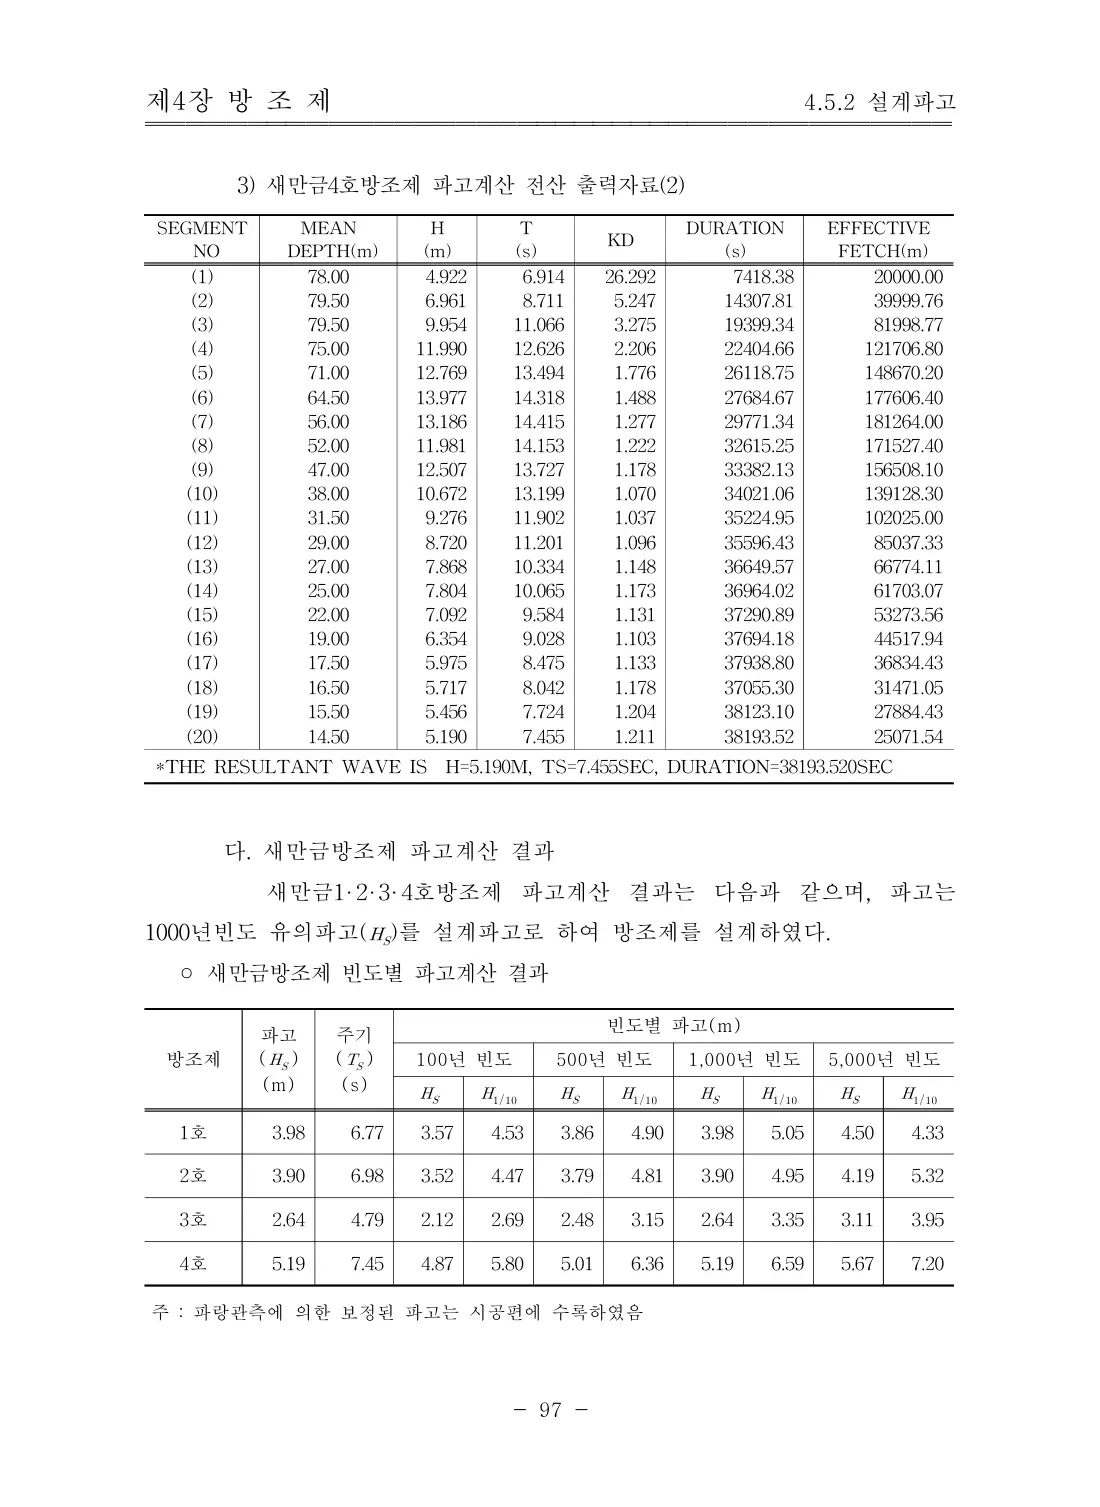 제4장 방 조 제 4.5.2 설계파고
3) 새만금4호방조제 파고계산 전산 출력자료(2)
SEGMENT NO MEAN DEPTH(m) H (m) T (s) KD DURATION (s) EFFECTIVE FETCH(m)
(1) 78.00 4.922 6.914 26.292 7418.38 20000.00
(2) 79.50 6.961 8.711 5.247 14307.81 39999.76
(3) 79.50 9.954 11.066 3.275 19399.34 81998.77
(4) 75.00 11.990 12.626 2.206 22404.66 121706.80
(5) 71.00 12.769 13.494 1.776 26118.75 148670.20
(6) 64.50 13.977 14.318 1.488 27684.67 177606.40
(7) 56.00 13.186 14.415 1.277 29771.34 181264.00
(8) 52.00 11.981 14.153 1.222 32615.25 171527.40
(9) 47.00 12.507 13.727 1.178 33382.13 156508.10
(10) 38.00 10.672 13.199 1.070 34021.06 139128.30
(11) 31.50 9.276 11.902 1.037 35224.95 102025.00
(12) 29.00 8.720 11.201 1.096 35596.43 85037.33
(13) 27.00 7.868 10.334 1.148 36649.57 66774.11
(14) 25.00 7.804 10.065 1.173 36964.02 61703.07
(15) 22.00 7.092 9.584 1.131 37290.89 53273.56
(16) 19.00 6.354 9.028 1.103 37694.18 44517.94
(17) 17.50 5.975 8.475 1.133 37938.80 36834.43
(18) 16.50 5.717 8.042 1.178 37055.30 31471.05
(19) 15.50 5.456 7.724 1.204 38123.10 27884.43
(20) 14.50 5.190 7.455 1.211 38193.52 25071.54
*THE RESULTANT WAVE IS H=5.190M, TS=7.455SEC, DURATION=38193.520SEC
다. 새만금방조제 파고계산 결과
새만금1·2·3·4호방조제 파고계산 결과는 다음과 같으며, 파고는
1000년빈도 유의파고(H_S)를 설계파고로 하여 방조제를 설계하였다.
○ 새만금방조제 빈도별 파고계산 결과
방조제 파고 (H_S) (m) 주기 (T_S) (s) 빈도별 파고(m)
100년 빈도 500년 빈도 1,000년 빈도 5,000년 빈도
H_S H_1/10 H_S H_1/10 H_S H_1/10 H_S H_1/10
1호 3.98 6.77 3.57 4.53 3.86 4.90 3.98 5.05 4.50 4.33
2호 3.90 6.98 3.52 4.47 3.79 4.81 3.90 4.95 4.19 5.32
3호 2.64 4.79 2.12 2.69 2.48 3.15 2.64 3.35 3.11 3.95
4호 5.19 7.45 4.87 5.80 5.01 6.36 5.19 6.59 5.67 7.20
주 : 파랑관측에 의한 보정된 파고는 시공편에 수록하였음
- 97 -